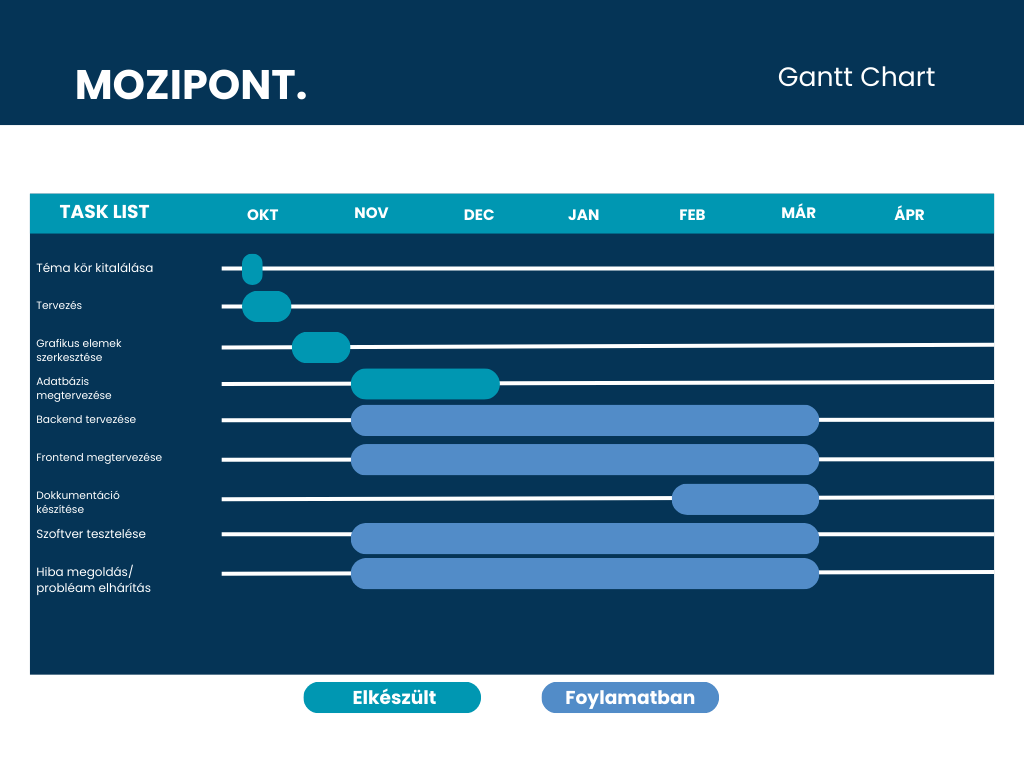 MOZIPONT.
Gantt Chart
TASK LIST OKT NOV DEC JAN FEB MÁR ÁPR
Téma kör kitalálása
Tervezés
Grafikus elemek
szerkesztése
Adatbázis
megtervezése
Backend tervezése
Frontend megtervezése
Dokkumentáció
készítése
Szoftver tesztelése
Hiba megoldás/
probléam elhárítás
Elkészült
Foylamatban